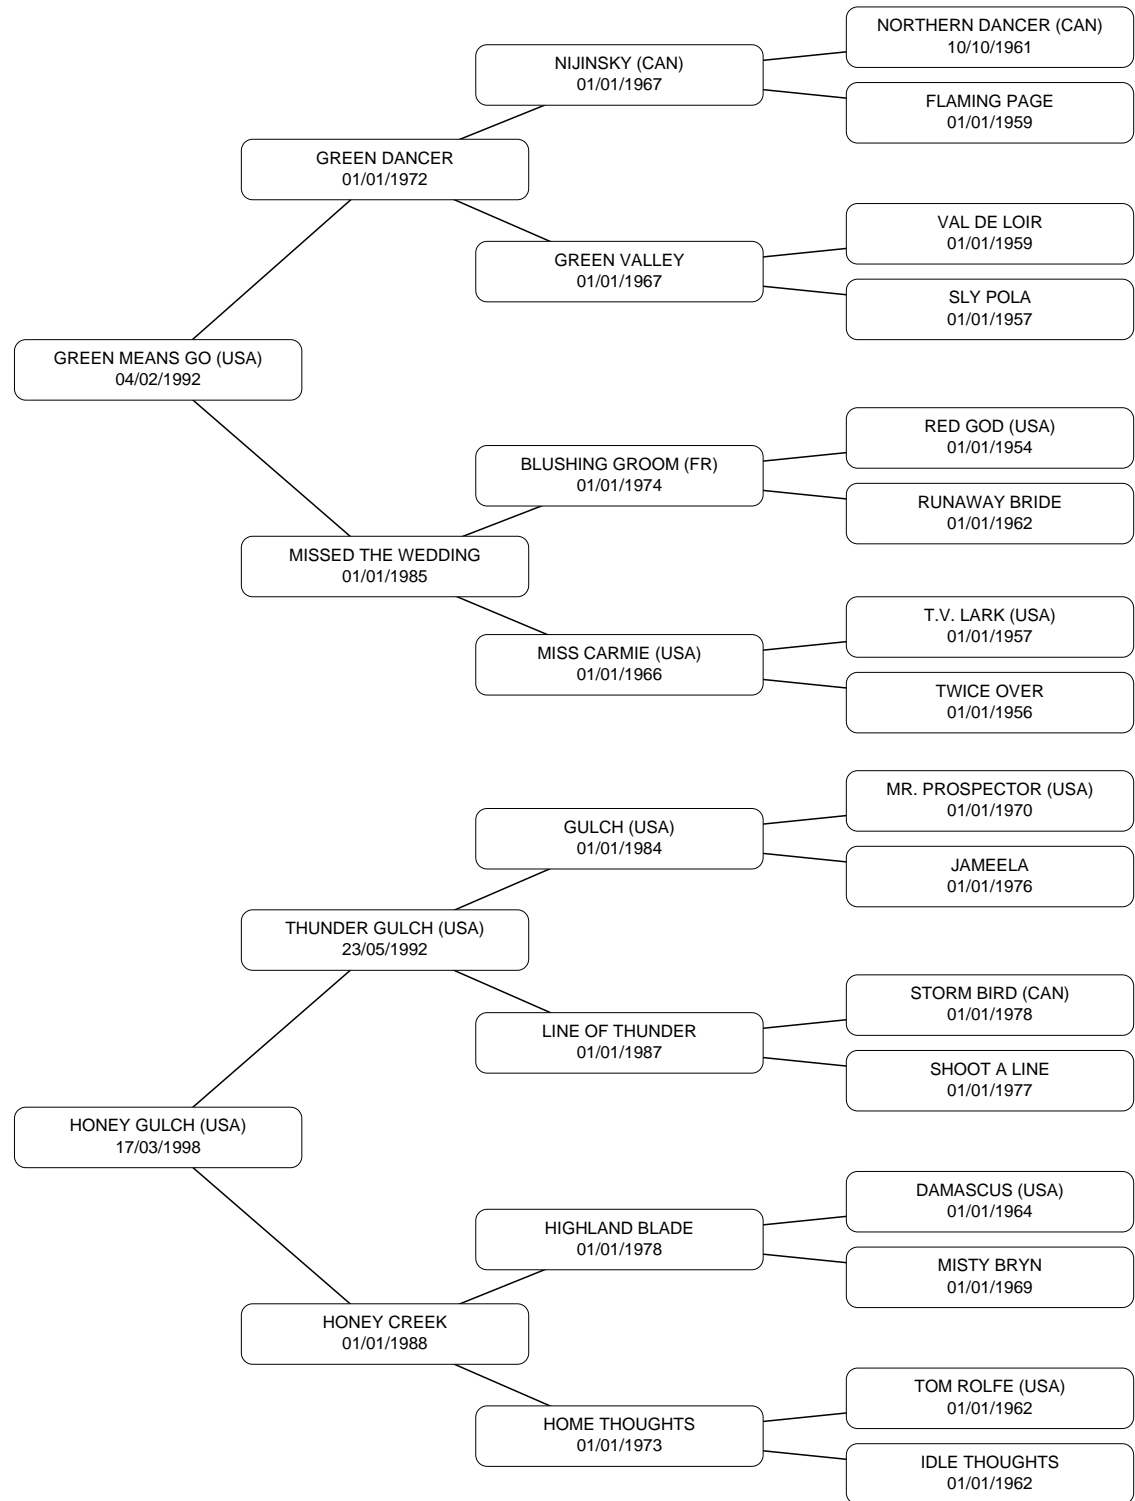 NORTHERN DANCER (CAN)
10/10/1961
NIJINSKY (CAN)
01/01/1967
FLAMING PAGE
01/01/1959
GREEN DANCER
01/01/1972
VAL DE LOIR
01/01/1959
GREEN VALLEY
01/01/1967
SLY POLA
01/01/1957
GREEN MEANS GO (USA)
04/02/1992
RED GOD (USA)
01/01/1954
BLUSHING GROOM (FR)
01/01/1974
RUNAWAY BRIDE
01/01/1962
MISSED THE WEDDING
01/01/1985
T.V. LARK (USA)
01/01/1957
MISS CARMIE (USA)
01/01/1966
TWICE OVER
01/01/1956
MR. PROSPECTOR (USA)
01/01/1970
GULCH (USA)
01/01/1984
JAMEELA
01/01/1976
THUNDER GULCH (USA)
23/05/1992
STORM BIRD (CAN)
01/01/1978
LINE OF THUNDER
01/01/1987
SHOOT A LINE
01/01/1977
HONEY GULCH (USA)
17/03/1998
DAMASCUS (USA)
01/01/1964
HIGHLAND BLADE
01/01/1978
MISTY BRYN
01/01/1969
HONEY CREEK
01/01/1988
TOM ROLFE (USA)
01/01/1962
HOME THOUGHTS
01/01/1973
IDLE THOUGHTS
01/01/1962